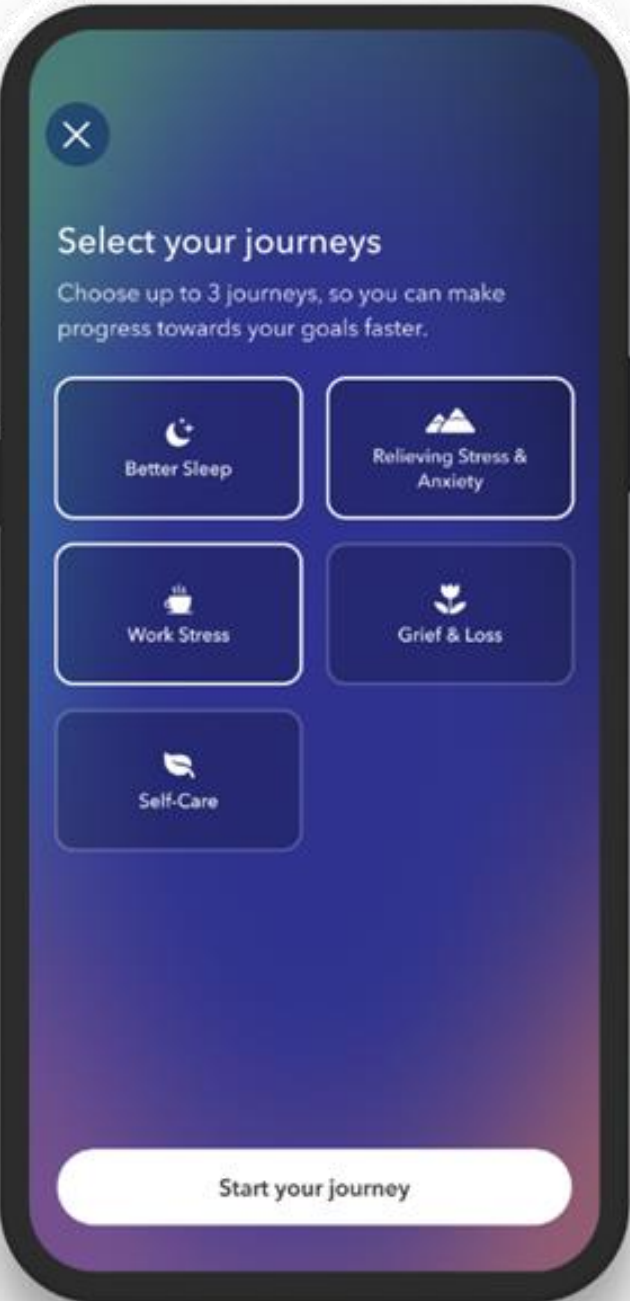 Select your journeys
Choose up to 3 journeys, so you can make
progress towards your goals faster.
Better Sleep
Relieving Stress &
Anxiety
Work Stress
Grief & Loss
Self-Care
Start your journey